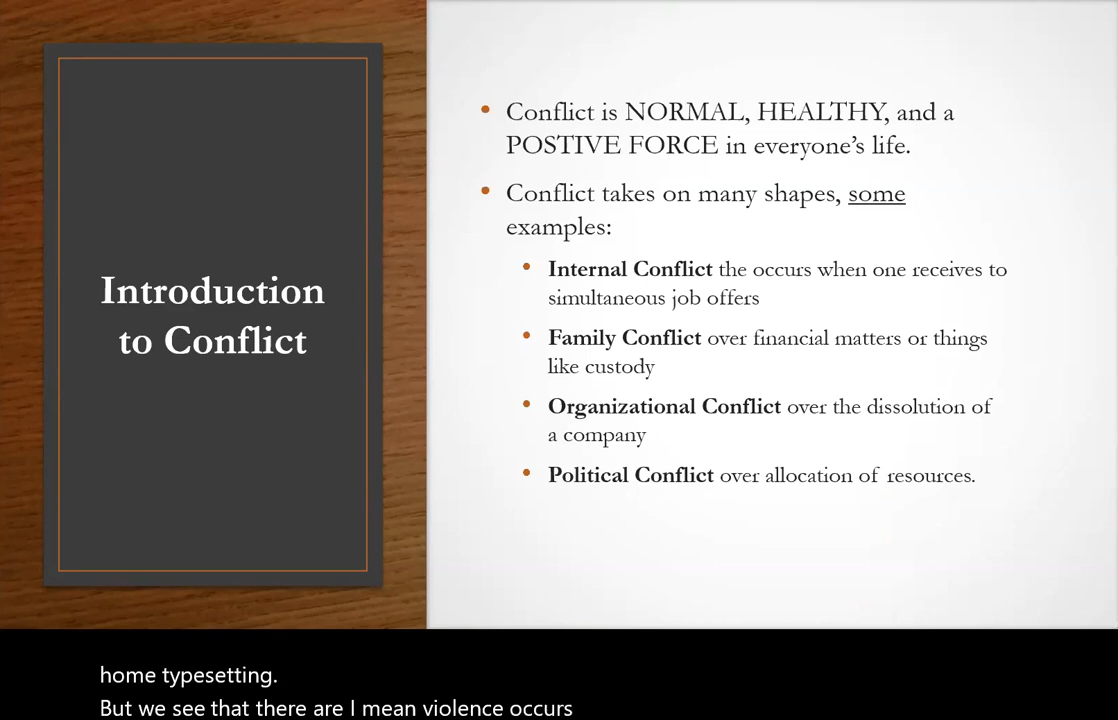 Introduction
to Conflict
Conflict is NORMAL, HEALTHY, and a
POSTIVE FORCE in everyone’s life.
Conflict takes on many shapes, some
examples:
Internal Conflict the occurs when one receives to
simultaneous job offers
Family Conflict over financial matters or things
like custody
Organizational Conflict over the dissolution of
a company
Political Conflict over allocation of resources.
home typesetting.
But we see that there are I mean violence occurs